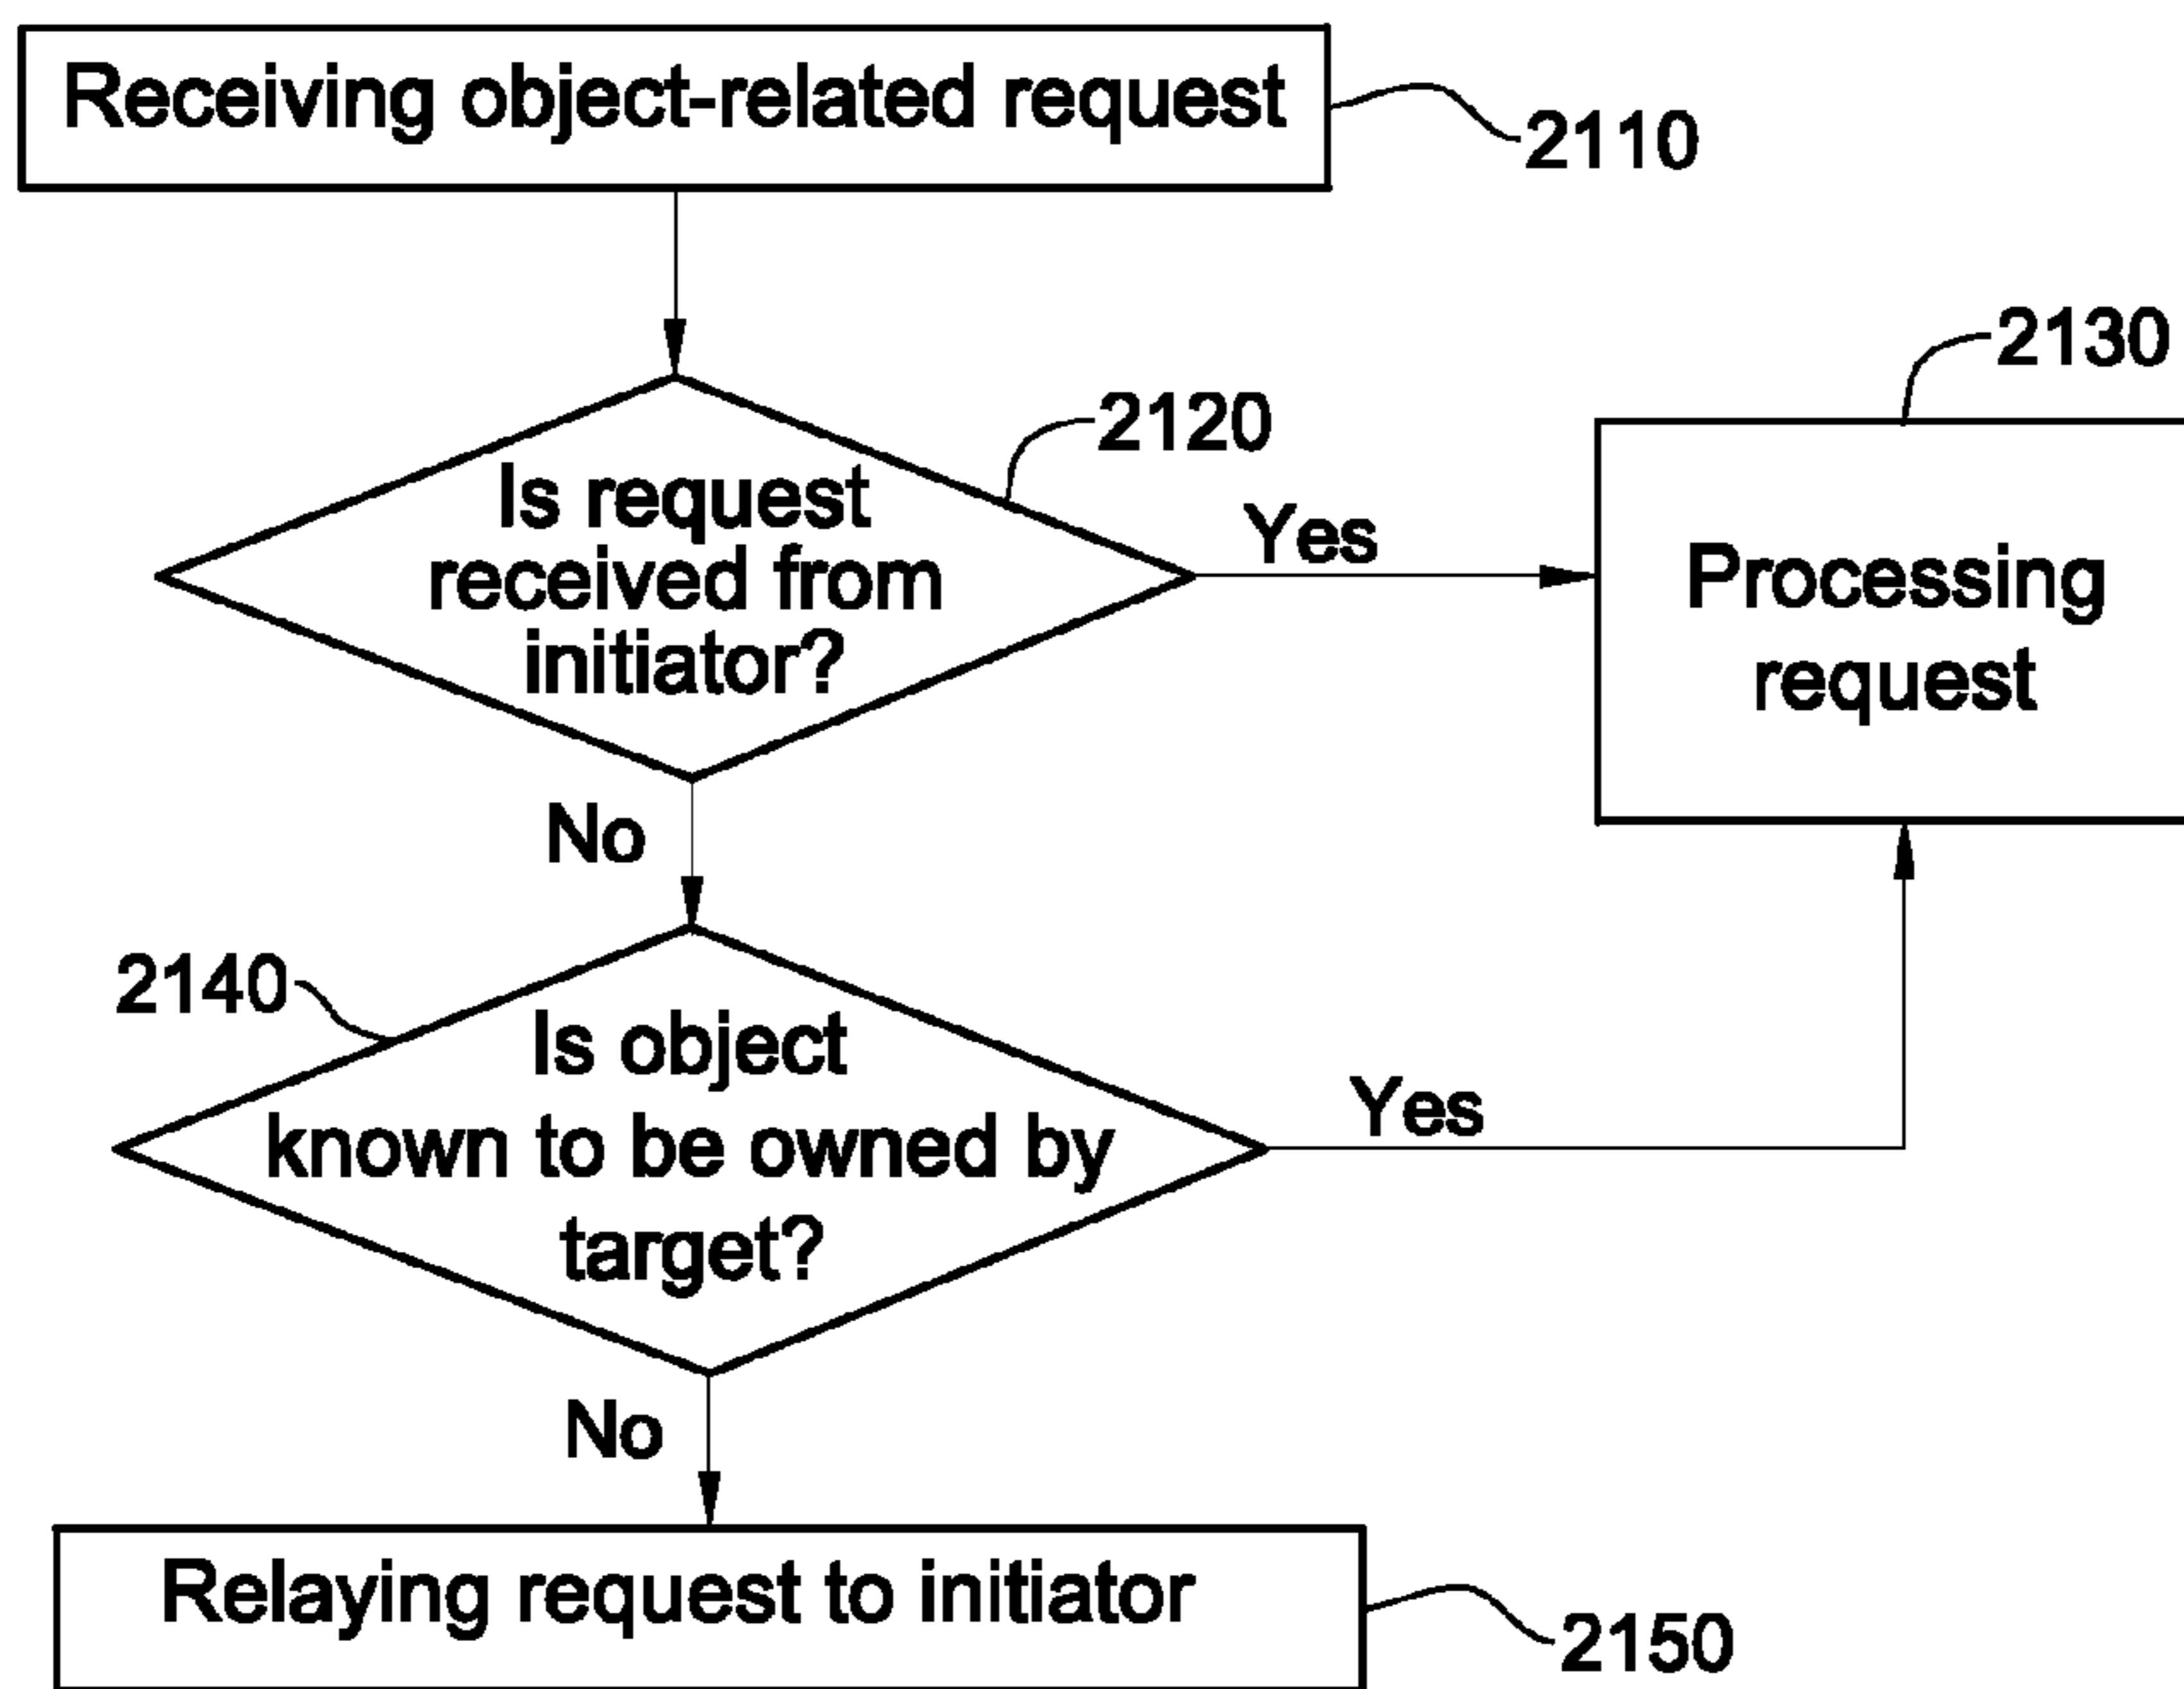 Receiving object-related request
2110
2130
2120
Is request
received from
initiator?
Yes
Processing
request
No
2140
Is object
known to be owned by
target?
Yes
No
Relaying request to initiator
2150